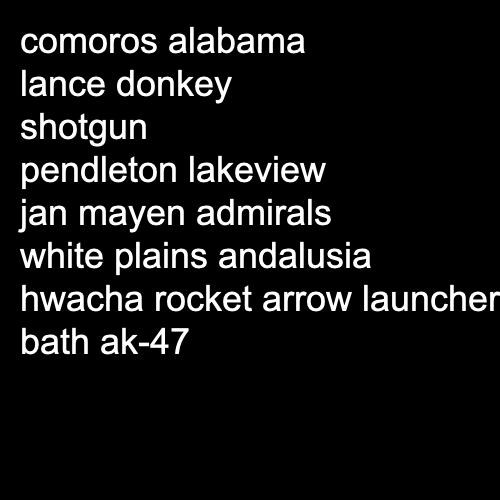 comoros alabama
lance donkey
shotgun
pendleton lakeview
jan mayen admirals
white plains andalusia
hwacha rocket arrow launcher
bath ak-47